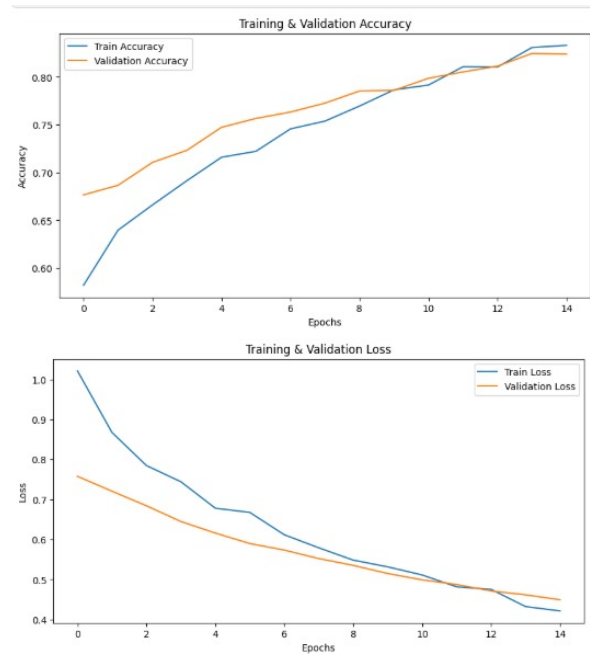 Training & Validation Accuracy
Train Accuracy
Validation Accuracy
0.80
0.75
0.70
0.65
0.60
Accuracy
0 2 4 6 8 10 12 14
Epochs
Training & Validation Loss
Train Loss
Validation Loss
1.0
0.9
0.8
0.7
0.6
0.5
0.4
Loss
0 2 4 6 8 10 12 14
Epochs